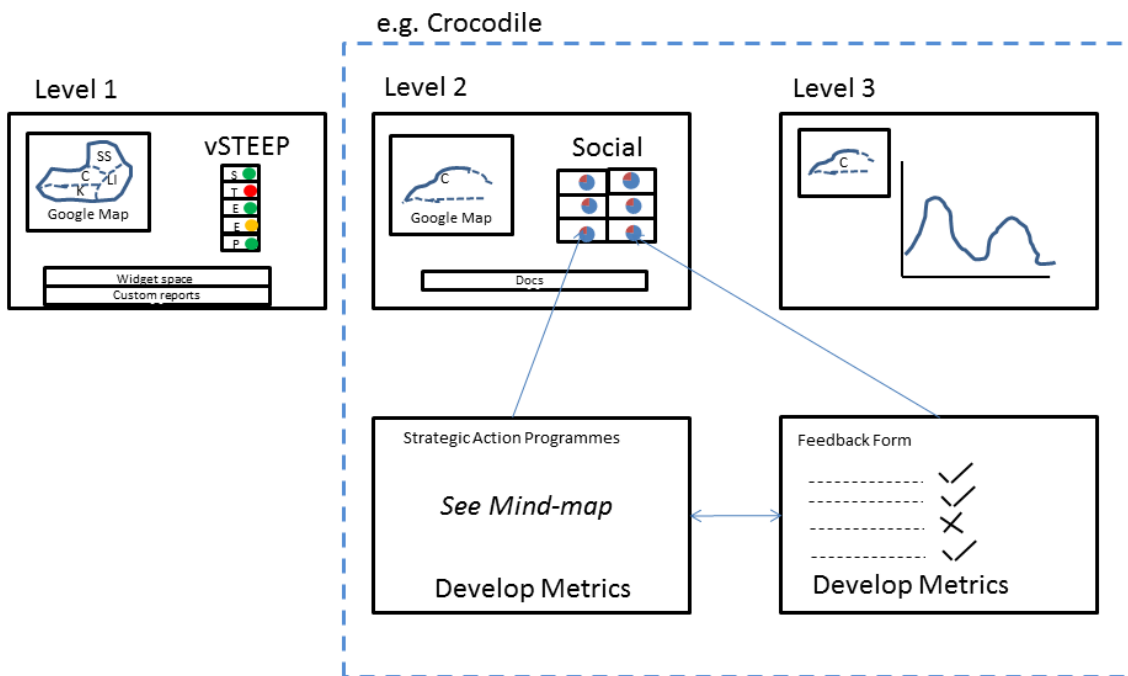 e.g. Crocodile
Level 1
Level 2
Level 3
SS
C
LI
K
Google Map
vSTEEP
S
T
E
E
P
Widget space
Custom reports
C
Google Map
Social
Docs
C
Strategic Action Programmes
See Mind-map
Develop Metrics
Feedback Form
Develop Metrics